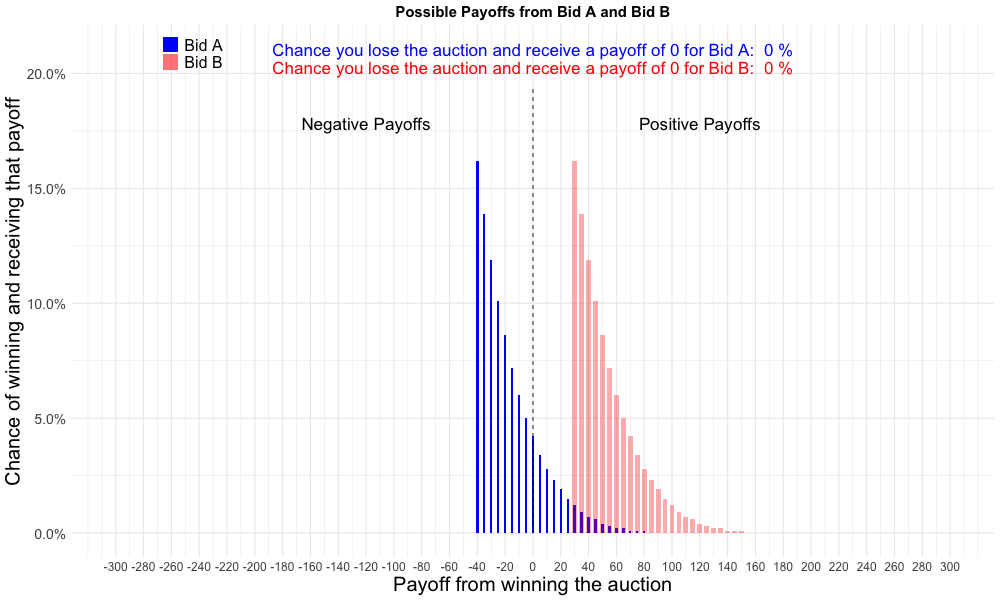 Possible Payoffs from Bid A and Bid B
Bid A
Bid B
Chance you lose the auction and receive a payoff of 0 for Bid A: 0 %
Chance you lose the auction and receive a payoff of 0 for Bid B: 0 %
Negative Payoffs
Positive Payoffs
Chance of winning and receiving that payoff
20.0%
15.0%
10.0%
5.0%
0.0%
-300 -280 -260 -240 -220 -200 -180 -160 -140 -120 -100 -80 -60 -40 -20 0 20 40 60 80 100 120 140 160 180 200 220 240 260 280 300
Payoff from winning the auction